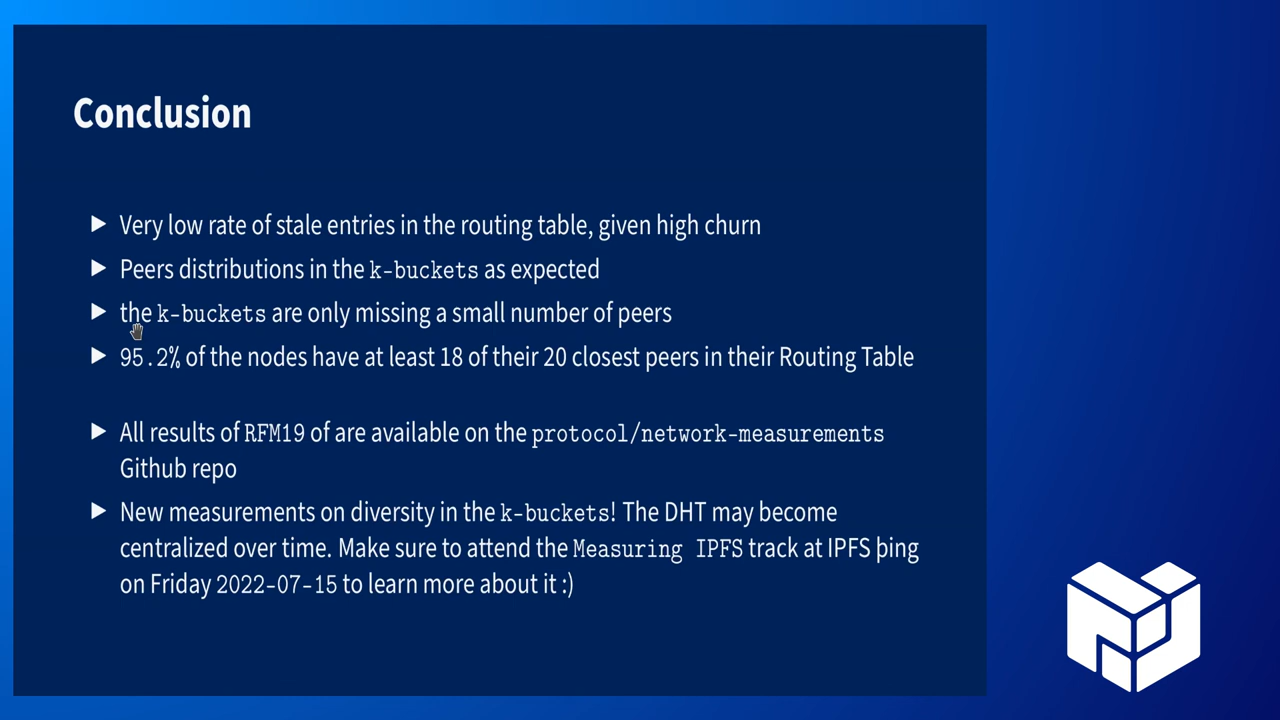 Conclusion
Very low rate of stale entries in the routing table, given high churn
Peers distributions in the k-buckets as expected
the k-buckets are only missing a small number of peers
95.2% of the nodes have at least 18 of their 20 closest peers in their Routing Table
All results of RFM19 of are available on the protocol/network-measurements
Github repo
New measurements on diversity in the k-buckets! The DHT may become
centralized over time. Make sure to attend the Measuring IPFS track at IPFS þing
on Friday 2022-07-15 to learn more about it :)